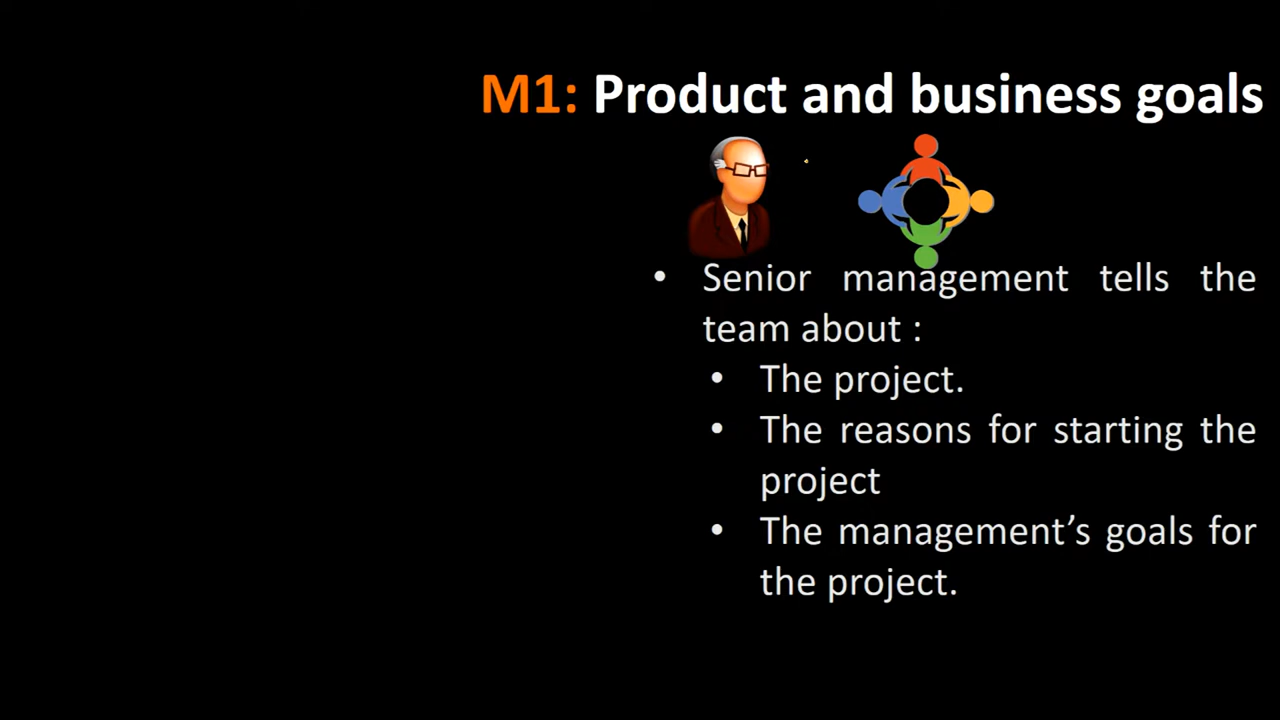 M1: Product and business goals
• Senior management tells the
team about :
• The project.
• The reasons for starting the
project
• The management’s goals for
the project.